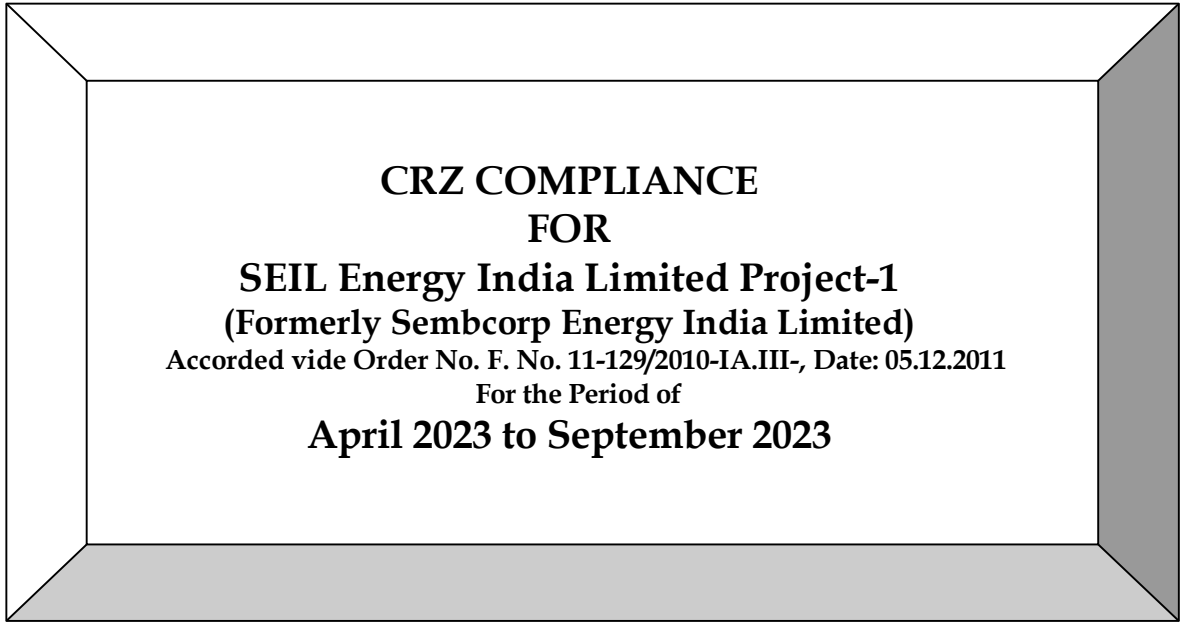 CRZ COMPLIANCE
FOR
SEIL Energy India Limited Project-1
(Formerly Sembcorp Energy India Limited)
Accorded vide Order No. F. No. 11-129/2010-IA.III-, Date: 05.12.2011
For the Period of
April 2023 to September 2023